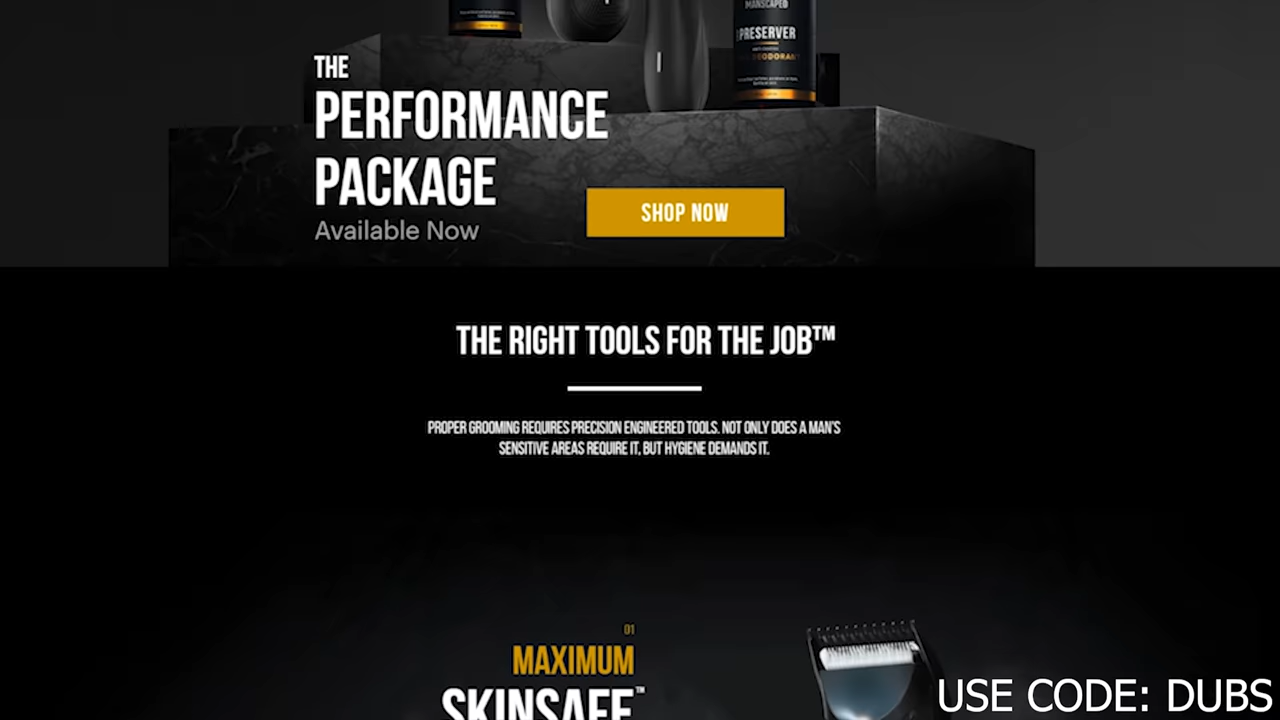 MANSCAPED
PRESERVER
DEODORANT
THE
PERFORMANCE
PACKAGE
Available Now
SHOP NOW
THE RIGHT TOOLS FOR THE JOB™
PROPER GROOMING REQUIRES PRECISION ENGINEERED TOOLS. NOT ONLY DOES A MAN'S
SENSITIVE AREAS REQUIRE IT, BUT HYGIENE DEMANDS IT.
01
MAXIMUM
SKINSAFE™
USE CODE: DUBS